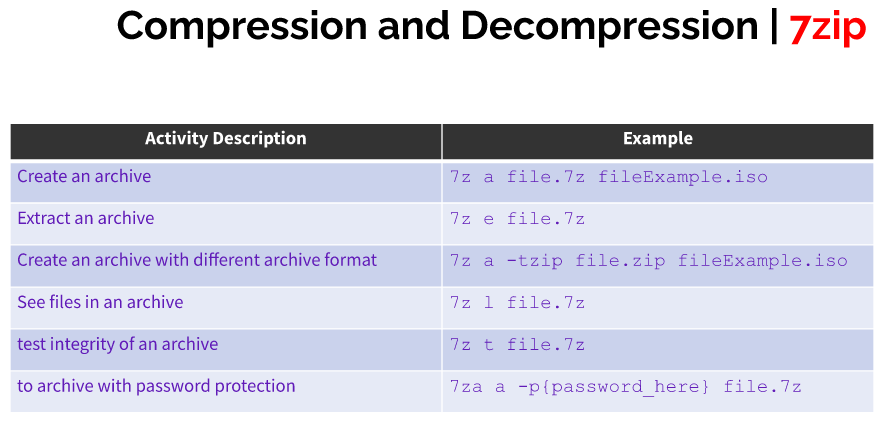 Compression and Decompression | 7zip
Activity Description Example
Create an archive 7z a file.7z fileExample.iso
Extract an archive 7z e file.7z
Create an archive with different archive format 7z a -tzip file.zip fileExample.iso
See files in an archive 7z l file.7z
test integrity of an archive 7z t file.7z
to archive with password protection 7za a -p{password_here} file.7z